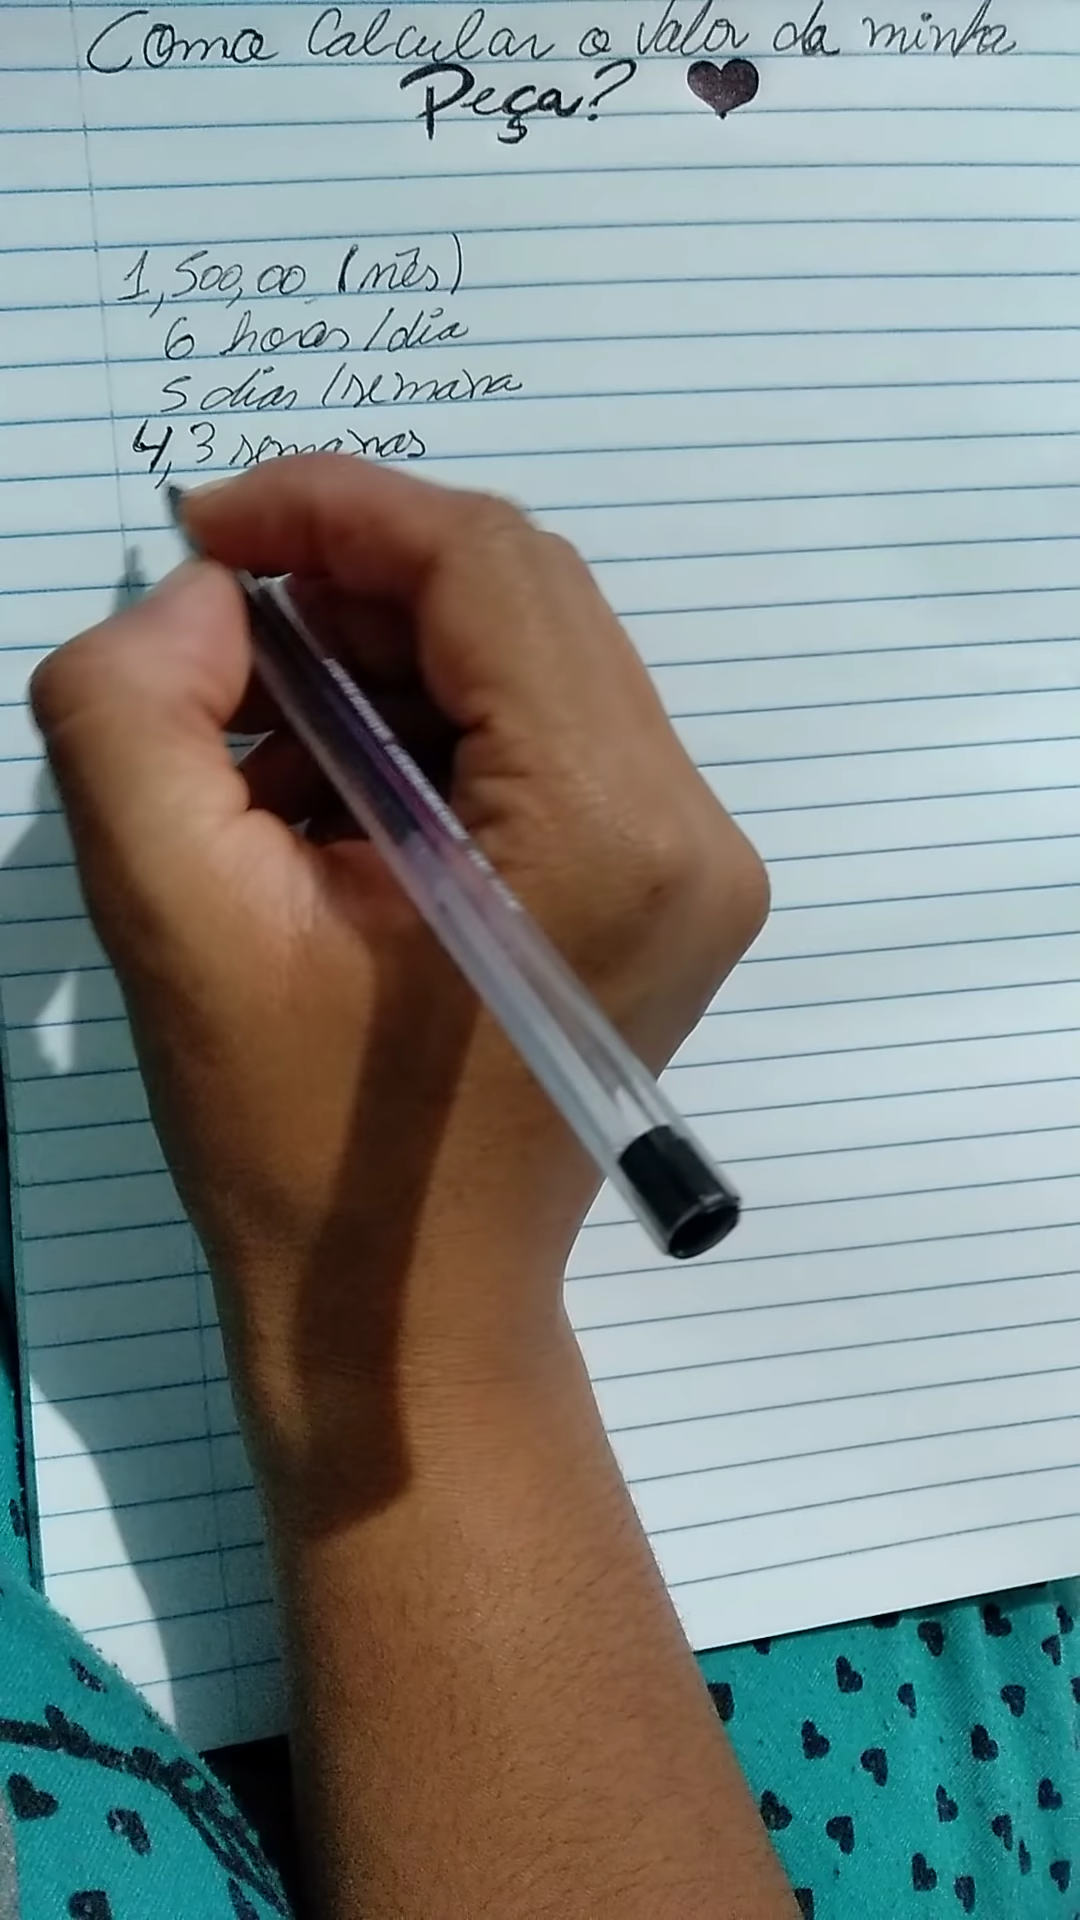 Como Calcular o valor da minha
Peça?
1,500,00 (mês)
6 horas/dia
5 dias/semana
4,3 semanas